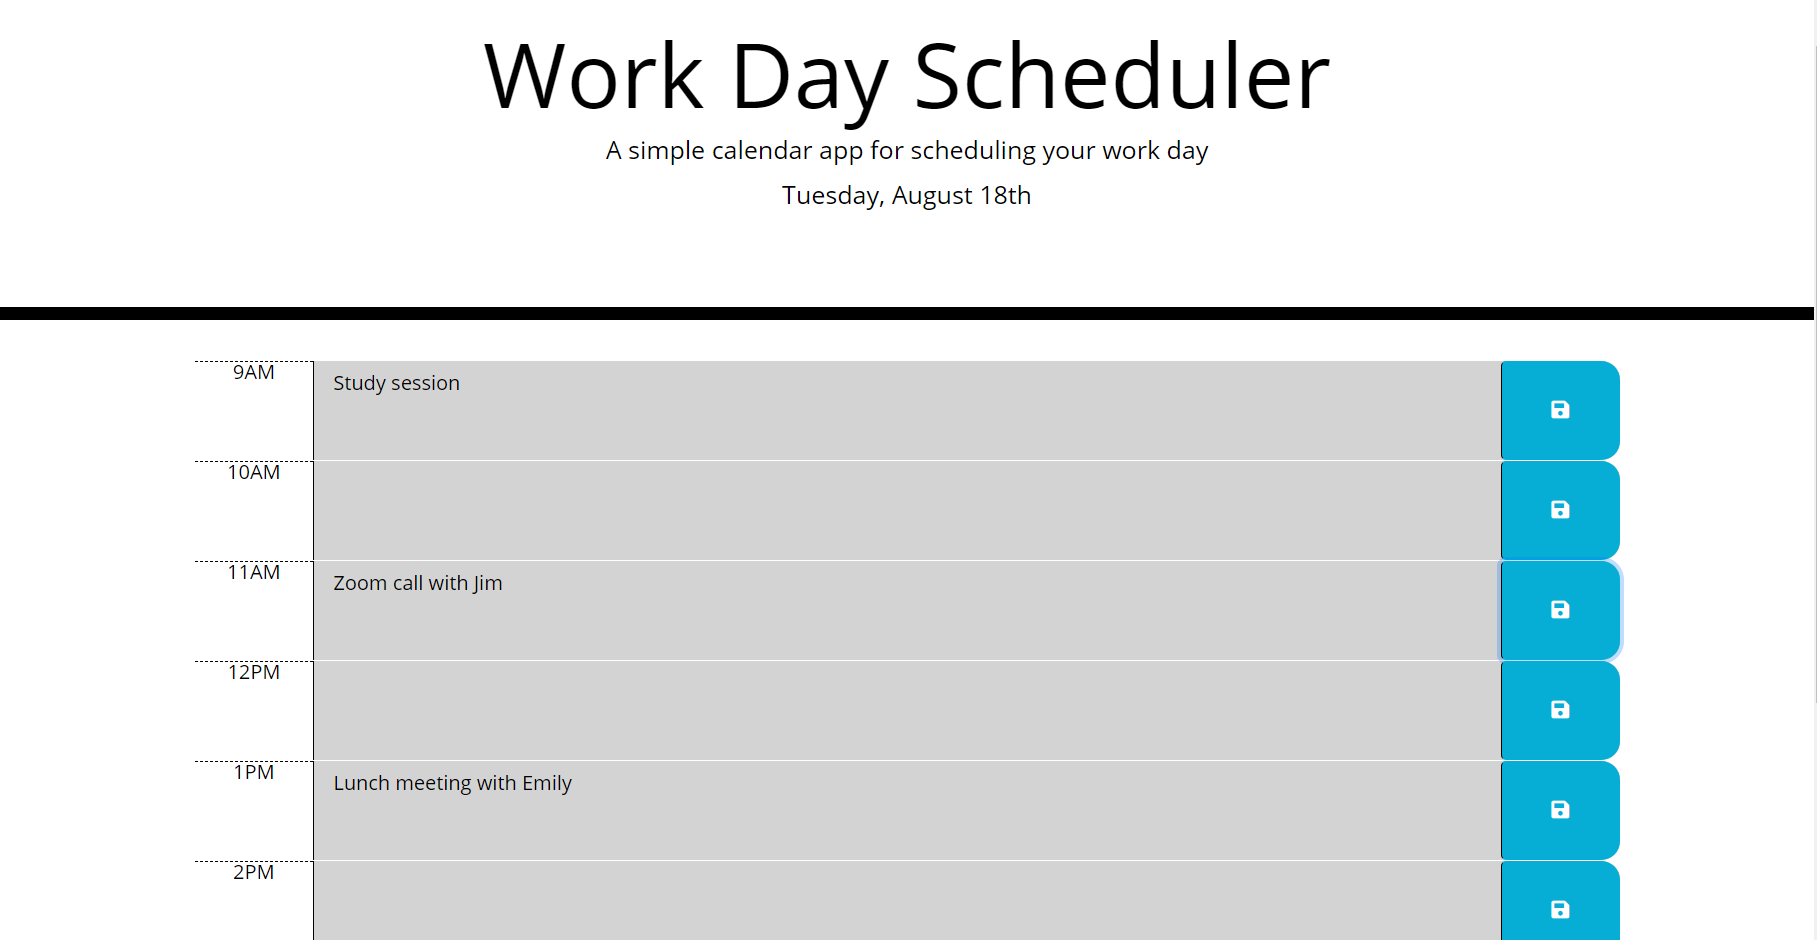 Work Day Scheduler
A simple calendar app for scheduling your work day
Tuesday, August 18th
9AM
Study session
10AM
11AM
Zoom call with Jim
12PM
1PM
Lunch meeting with Emily
2PM